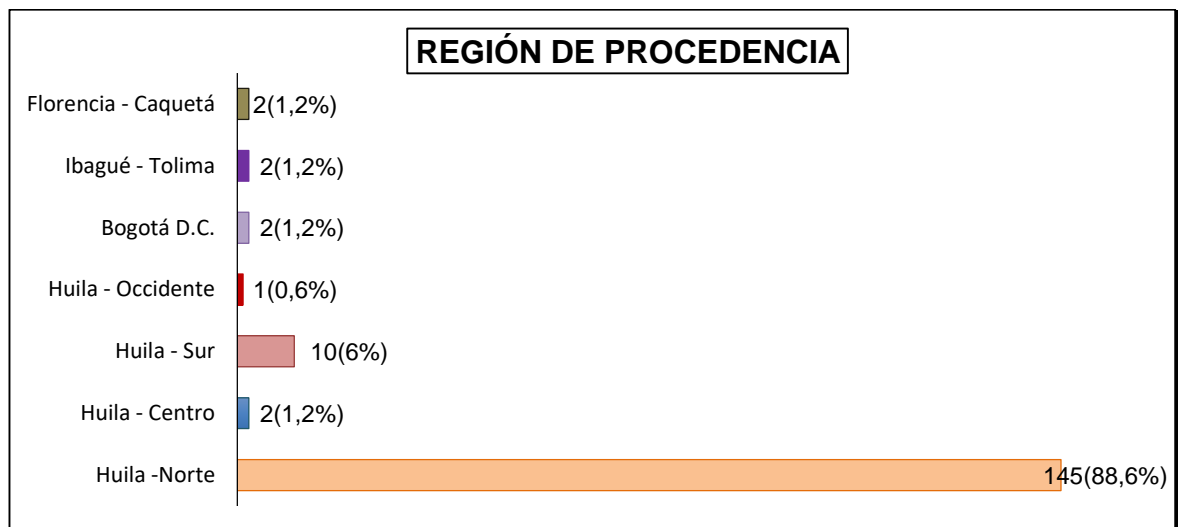 REGIÓN DE PROCEDENCIA
Florencia - Caquetá 2(1,2%)
Ibagué - Tolima 2(1,2%)
Bogotá D.C. 2(1,2%)
Huila - Occidente 1(0,6%)
Huila - Sur 10(6%)
Huila - Centro 2(1,2%)
Huila -Norte 145(88,6%)